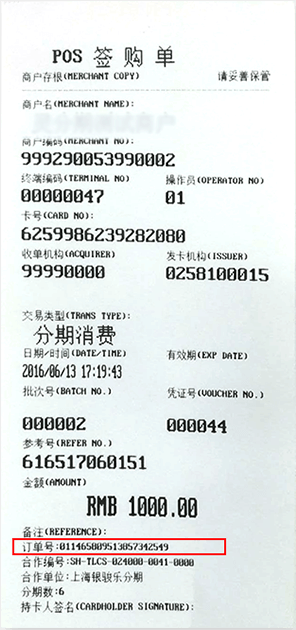 POS 签购单
商户存根(MERCHANT COPY) 请妥善保管
商户名(MERCHANT NAME):
商户编码(MERCHANT NO)
999290053990002
终端编码(TERMINAL NO) 操作员(OPERATOR NO)
00000047 01
卡号(CARD NO):
6259986239282080
收单机构(ACQUIRER) 发卡机构(ISSUER)
99990000 0258100015
交易类型(TRANS TYPE):
分期消费
日期/时间(DATE/TIME) 有效期(EXP DATE)
2016/06/13 17:19:43
批次号(BATCH NO.) 凭证号(VOUCHER NO.)
000002 000044
参考号(REFER NO.)
616517060151
金额(AMOUNT)
RMB 1000.00
备注(REFERENCE):
订单号:011465809513057342549
合作编号:SH-TLCS-024000-0041-0000
合作单位:上海银骏乐分期
分期数:6
持卡人签名(CARDHOLDER SIGNATURE):